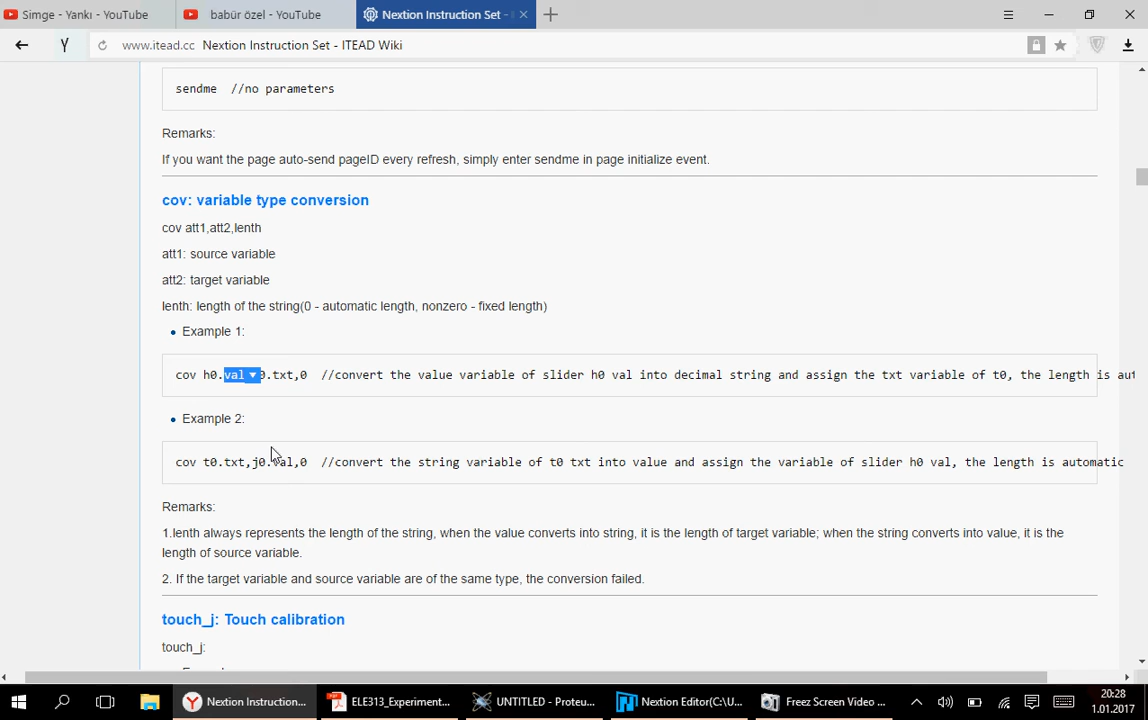 Simge - Yankı - YouTube
babür özel - YouTube
Nextion Instruction Set -
www.itead.cc Nextion Instruction Set - ITEAD Wiki
sendme //no parameters
Remarks:
If you want the page auto-send pageID every refresh, simply enter sendme in page initialize event.
cov: variable type conversion
cov att1,att2,lenth
att1: source variable
att2: target variable
lenth: length of the string(0 - automatic length, nonzero - fixed length)
Example 1:
cov h0.val 0.txt,0 //convert the value variable of slider h0 val into decimal string and assign the txt variable of t0, the length is aut
Example 2:
cov t0.txt,j0.val,0 //convert the string variable of t0 txt into value and assign the variable of slider h0 val, the length is automatic
Remarks:
1.lenth always represents the length of the string, when the value converts into string, it is the length of target variable; when the string converts into value, it is the
length of source variable.
2. If the target variable and source variable are of the same type, the conversion failed.
touch_j: Touch calibration
touch_j:
Nextion Instruction...
ELE313_Experiment...
UNTITLED - Proteu...
Nextion Editor(C:\U...
Freez Screen Video ...
20:28
1.01.2017